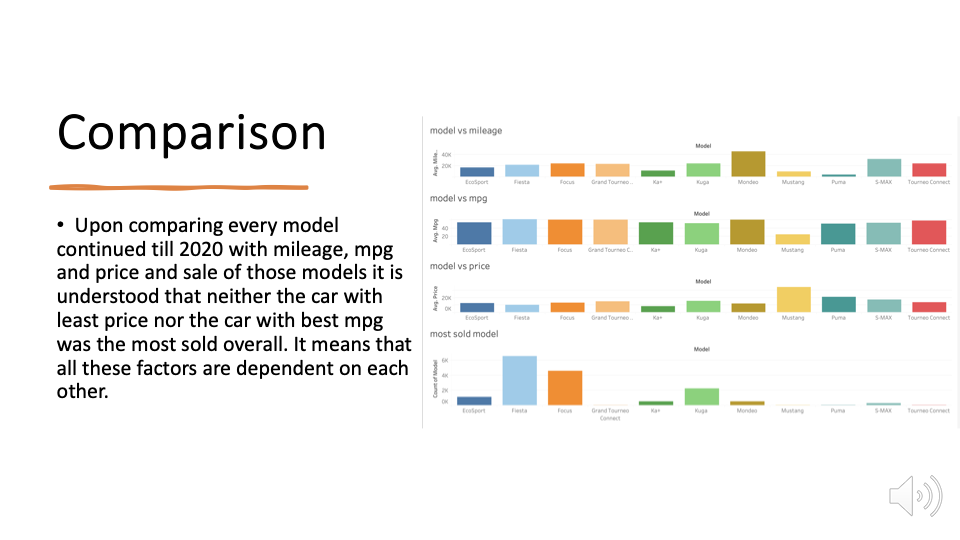 Comparison
• Upon comparing every model
continued till 2020 with mileage, mpg
and price and sale of those models it is
understood that neither the car with
least price nor the car with best mpg
was the most sold overall. It means that
all these factors are dependent on each
other.
model vs mileage
Model
Avg. Mile..
40K
20K
EcoSport Fiesta Focus Grand Tourneo .. Ka+ Kuga Mondeo Mustang Puma S-MAX Tourneo Connect
model vs mpg
Model
Avg. Mpg
40
20
EcoSport Fiesta Focus Grand Tourneo C.. Ka+ Kuga Mondeo Mustang Puma S-MAX Tourneo Connect
model vs price
Model
Avg. Price
20K
0K
EcoSport Fiesta Focus Grand Tourneo .. Ka+ Kuga Mondeo Mustang Puma S-MAX Tourneo Connect
most sold model
Model
Count of Model
6K
4K
2K
0K
EcoSport Fiesta Focus Grand Tourneo Ka+ Kuga Mondeo Mustang Puma S-MAX Tourneo Connect
Connect